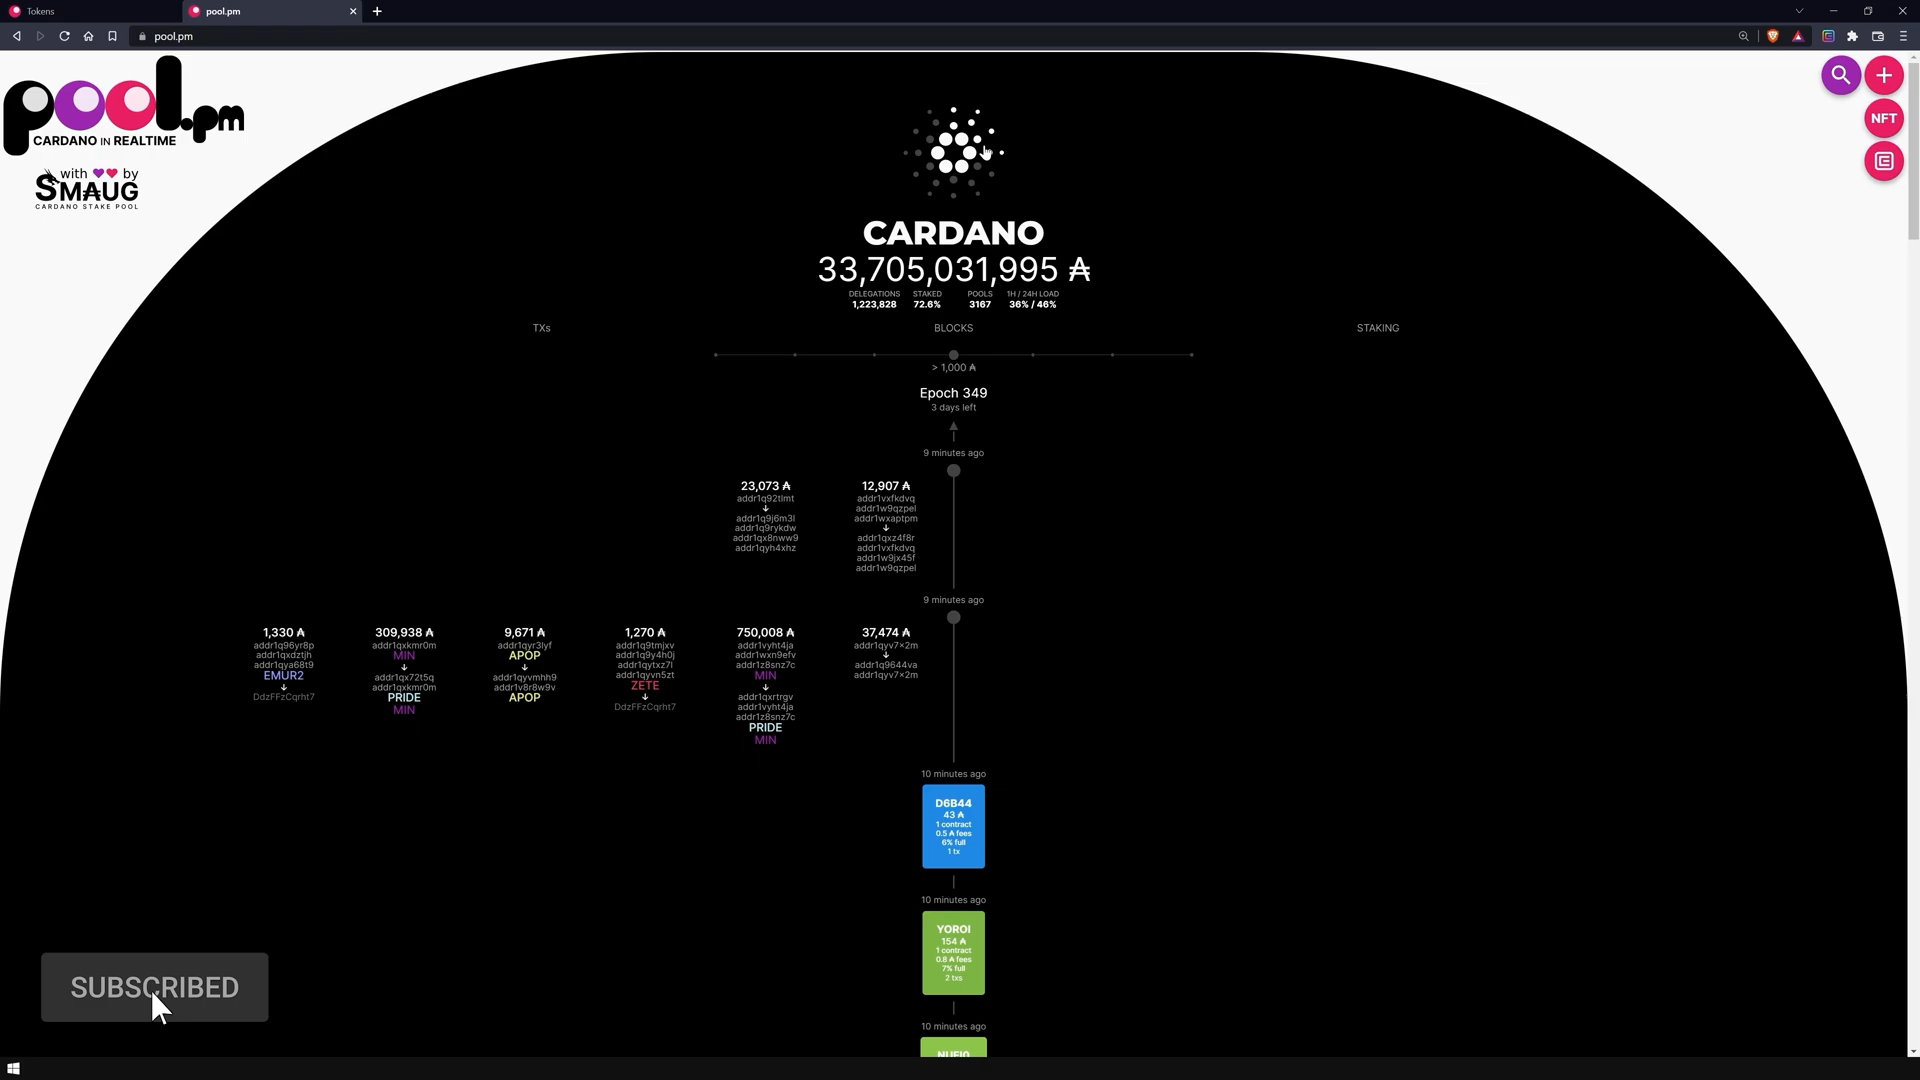 Tokens
pool.pm
pool.pm
pool.pm
CARDANO IN REALTIME
with by
SMAUG
CARDANO STAKE POOL
NFT
CARDANO
33,705,031,995 ₳
DELEGATIONS STAKED POOLS 1H / 24H LOAD
1,223,828 72.6% 3167 36% / 46%
TXs BLOCKS STAKING
> 1,000 ₳
Epoch 349
3 days left
9 minutes ago
23,073 ₳
addr1q92tlmt
addr1q9j6m3l
addr1q9rykdw
addr1qx8nww9
addr1qyh4xhz
12,907 ₳
addr1vxfkdvq
addr1w9qzpel
addr1wxaptpm
addr1qxz4f8r
addr1vxfkdvq
addr1w9jx45f
addr1w9qzpel
9 minutes ago
1,330 ₳
addr1q96yr8p
addr1qxdztjh
addr1qya68t9
EMUR2
DdzFFzCqrht7
309,938 ₳
addr1qxkmr0m
MIN
addr1qx72t5q
addr1qxkmr0m
PRIDE
MIN
9,671 ₳
addr1qyr3lyf
APOP
addr1qyvmhh9
addr1v8r8w9v
APOP
1,270 ₳
addr1q9tmjxv
addr1q9y4h0j
addr1qytxz7l
addr1qyvn5zt
ZETE
DdzFFzCqrht7
750,008 ₳
addr1vyht4ja
addr1wxn9efv
addr1z8snz7c
MIN
addr1qxrtrgv
addr1vyht4ja
addr1z8snz7c
PRIDE
MIN
37,474 ₳
addr1qyv7x2m
addr1q9644va
addr1qyv7x2m
10 minutes ago
D6B44
43 ₳
1 contract
0.5 ₳ fees
6% full
1 tx
10 minutes ago
YOROI
154 ₳
1 contract
0.8 ₳ fees
7% full
2 txs
10 minutes ago
SUBSCRIBED